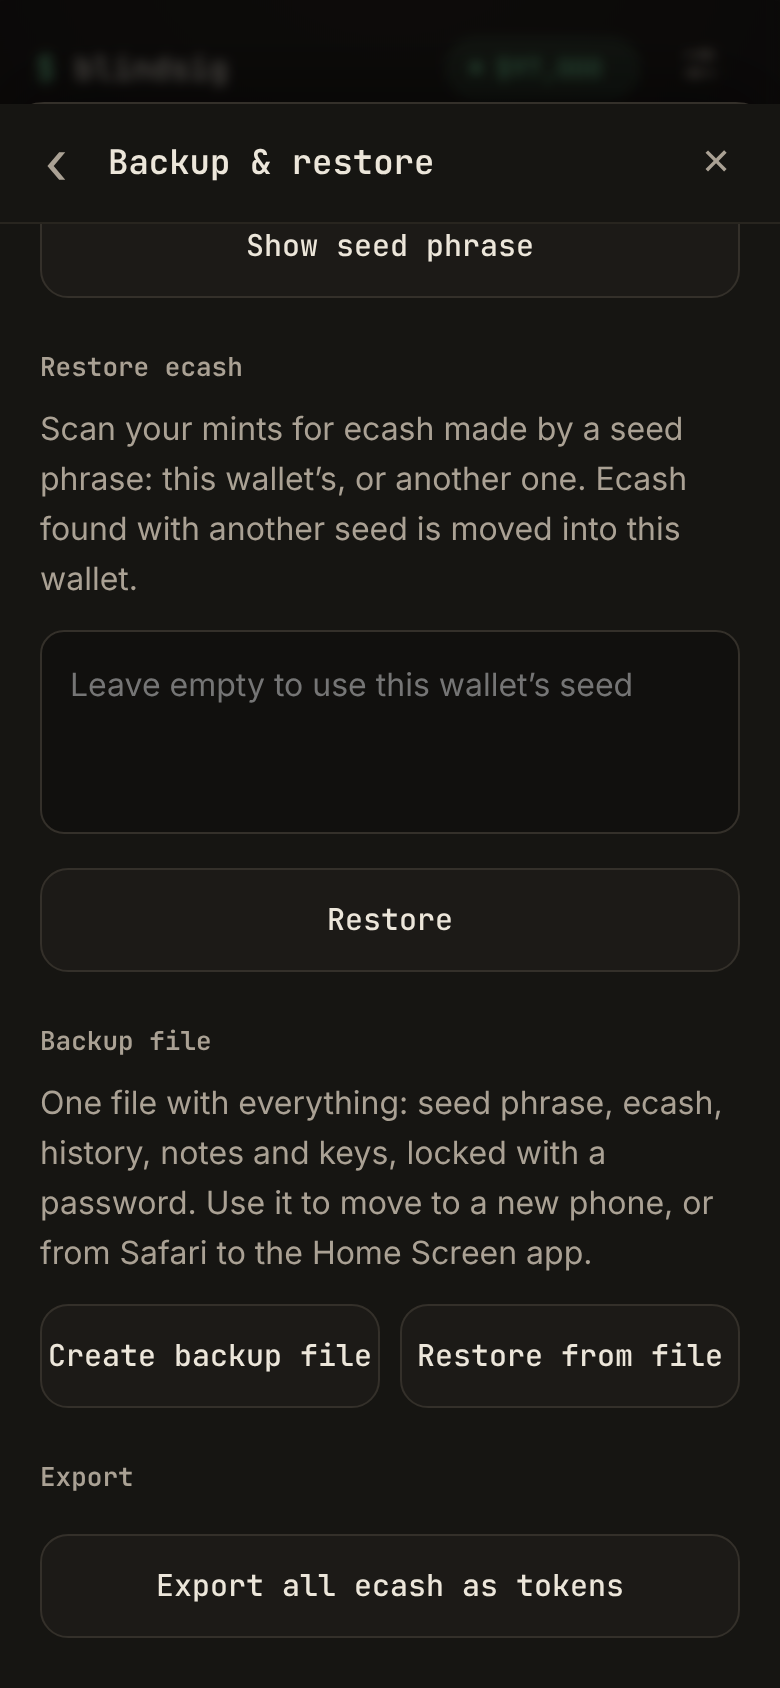 blindsig
Backup & restore
Show seed phrase
Restore ecash
Scan your mints for ecash made by a seed
phrase: this wallet’s, or another one. Ecash
found with another seed is moved into this
wallet.
Leave empty to use this wallet’s seed
Restore
Backup file
One file with everything: seed phrase, ecash,
history, notes and keys, locked with a
password. Use it to move to a new phone, or
from Safari to the Home Screen app.
Create backup file
Restore from file
Export
Export all ecash as tokens